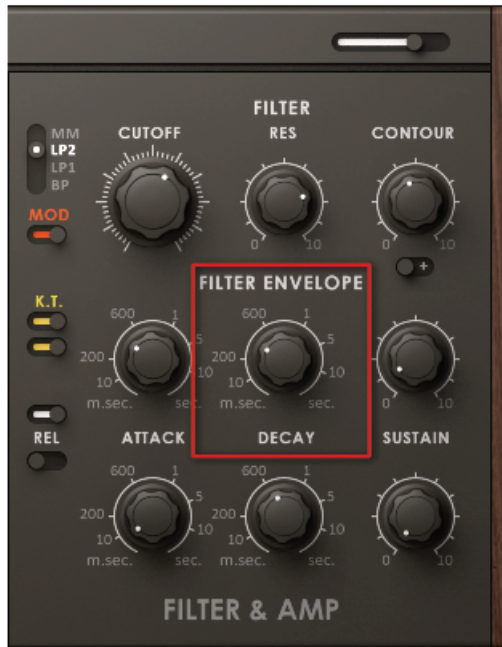 FILTER
MM
LP2
LP1
BP
CUTOFF RES CONTOUR
0 10 0 10
MOD
+
FILTER ENVELOPE
K.T.
600 1 600 1
200 5 200 5
10 10 10 10
m.sec. sec. m.sec. sec. 0 10
REL ATTACK DECAY SUSTAIN
600 1 600 1
200 5 200 5
10 10 10 10
m.sec. sec. m.sec. sec. 0 10
FILTER & AMP